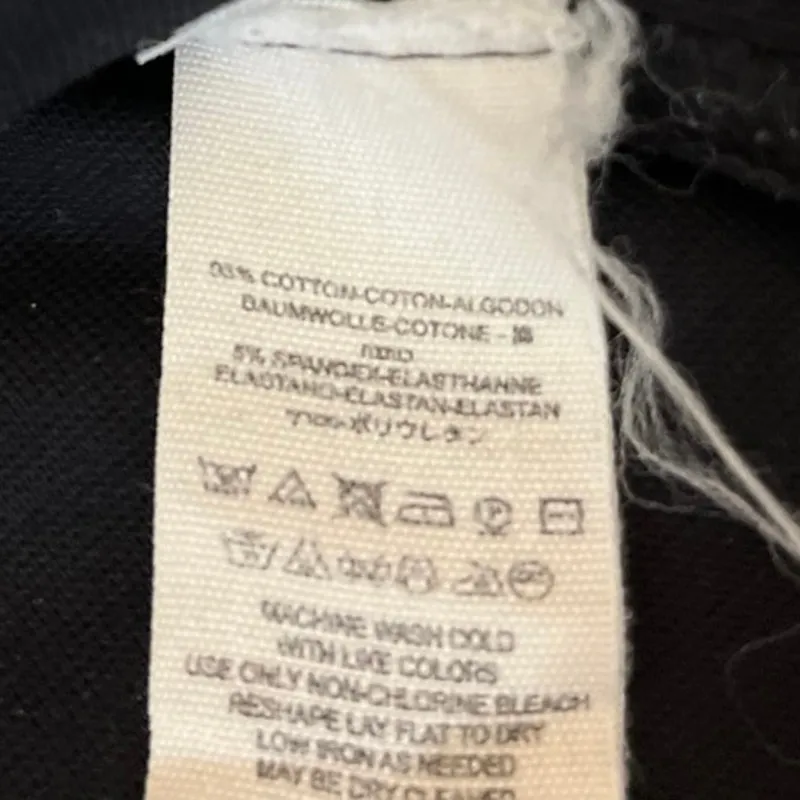 COTTON-COTON-ALGODON
BAUMWOLLE-COTONE - 綿
5% SPANDEX-ELASTHANNE
ELASTANO-ELASTAN-ELASTAN
ポリウレタン
MACHINE WASH COLD
WITH LIKE COLORS
USE ONLY NON-CHLORINE BLEACH
RESHAPE LAY FLAT TO DRY
LOW IRON AS NEEDED
MAY BE DRY CLEANED